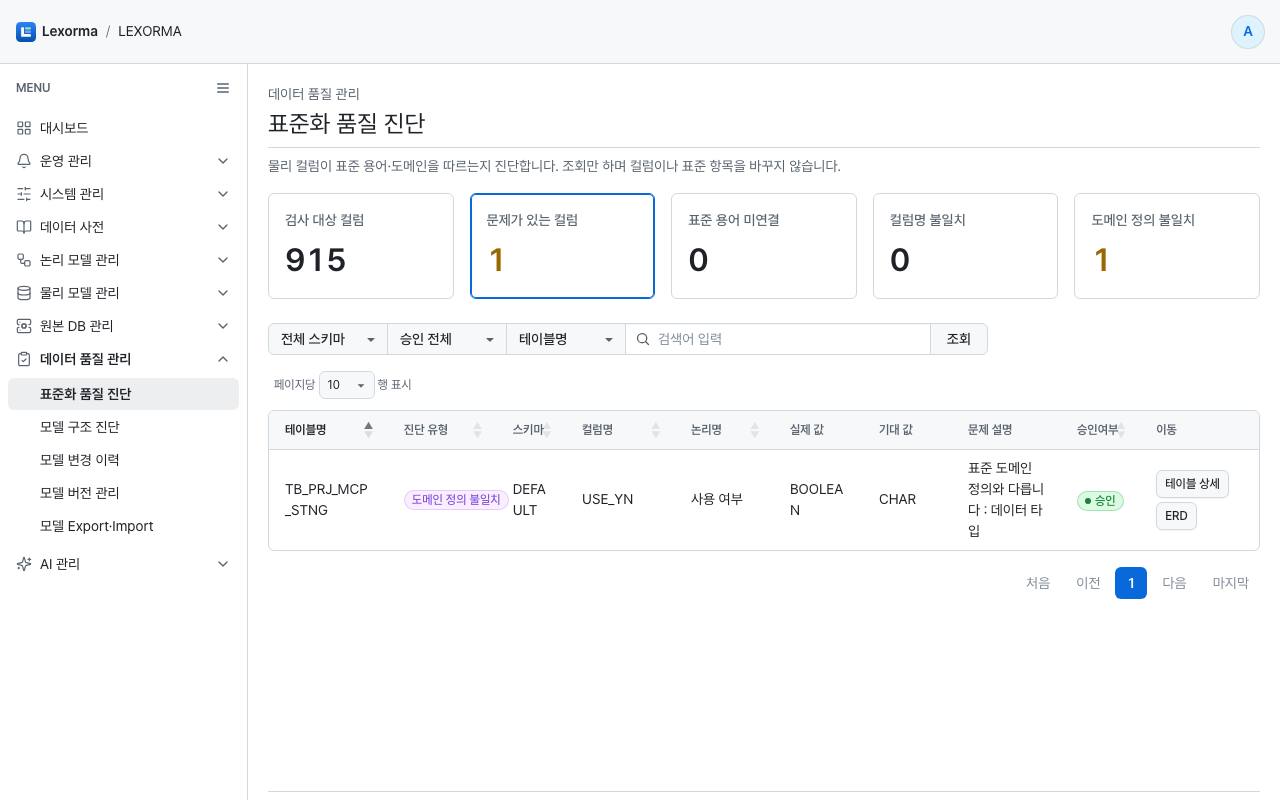 Lexorma / LEXORMA
A
MENU
대시보드
운영 관리
시스템 관리
데이터 사전
논리 모델 관리
물리 모델 관리
원본 DB 관리
데이터 품질 관리
표준화 품질 진단
모델 구조 진단
모델 변경 이력
모델 버전 관리
모델 Export·Import
AI 관리
데이터 품질 관리
표준화 품질 진단
물리 컬럼이 표준 용어·도메인을 따르는지 진단합니다. 조회만 하며 컬럼이나 표준 항목을 바꾸지 않습니다.
검사 대상 컬럼
915
문제가 있는 컬럼
1
표준 용어 미연결
0
컬럼명 불일치
0
도메인 정의 불일치
1
전체 스키마 승인 전체 테이블명 검색어 입력 조회
페이지당 10 행 표시
테이블명 진단 유형 스키마 컬럼명 논리명 실제 값 기대 값 문제 설명 승인여부 이동
TB_PRJ_MCP
_STNG
도메인 정의 불일치
DEFA
ULT
USE_YN
사용 여부
BOOLEA
N
CHAR
표준 도메인
정의와 다릅니
다 : 데이터 타
입
승인
테이블 상세
ERD
처음 이전 1 다음 마지막